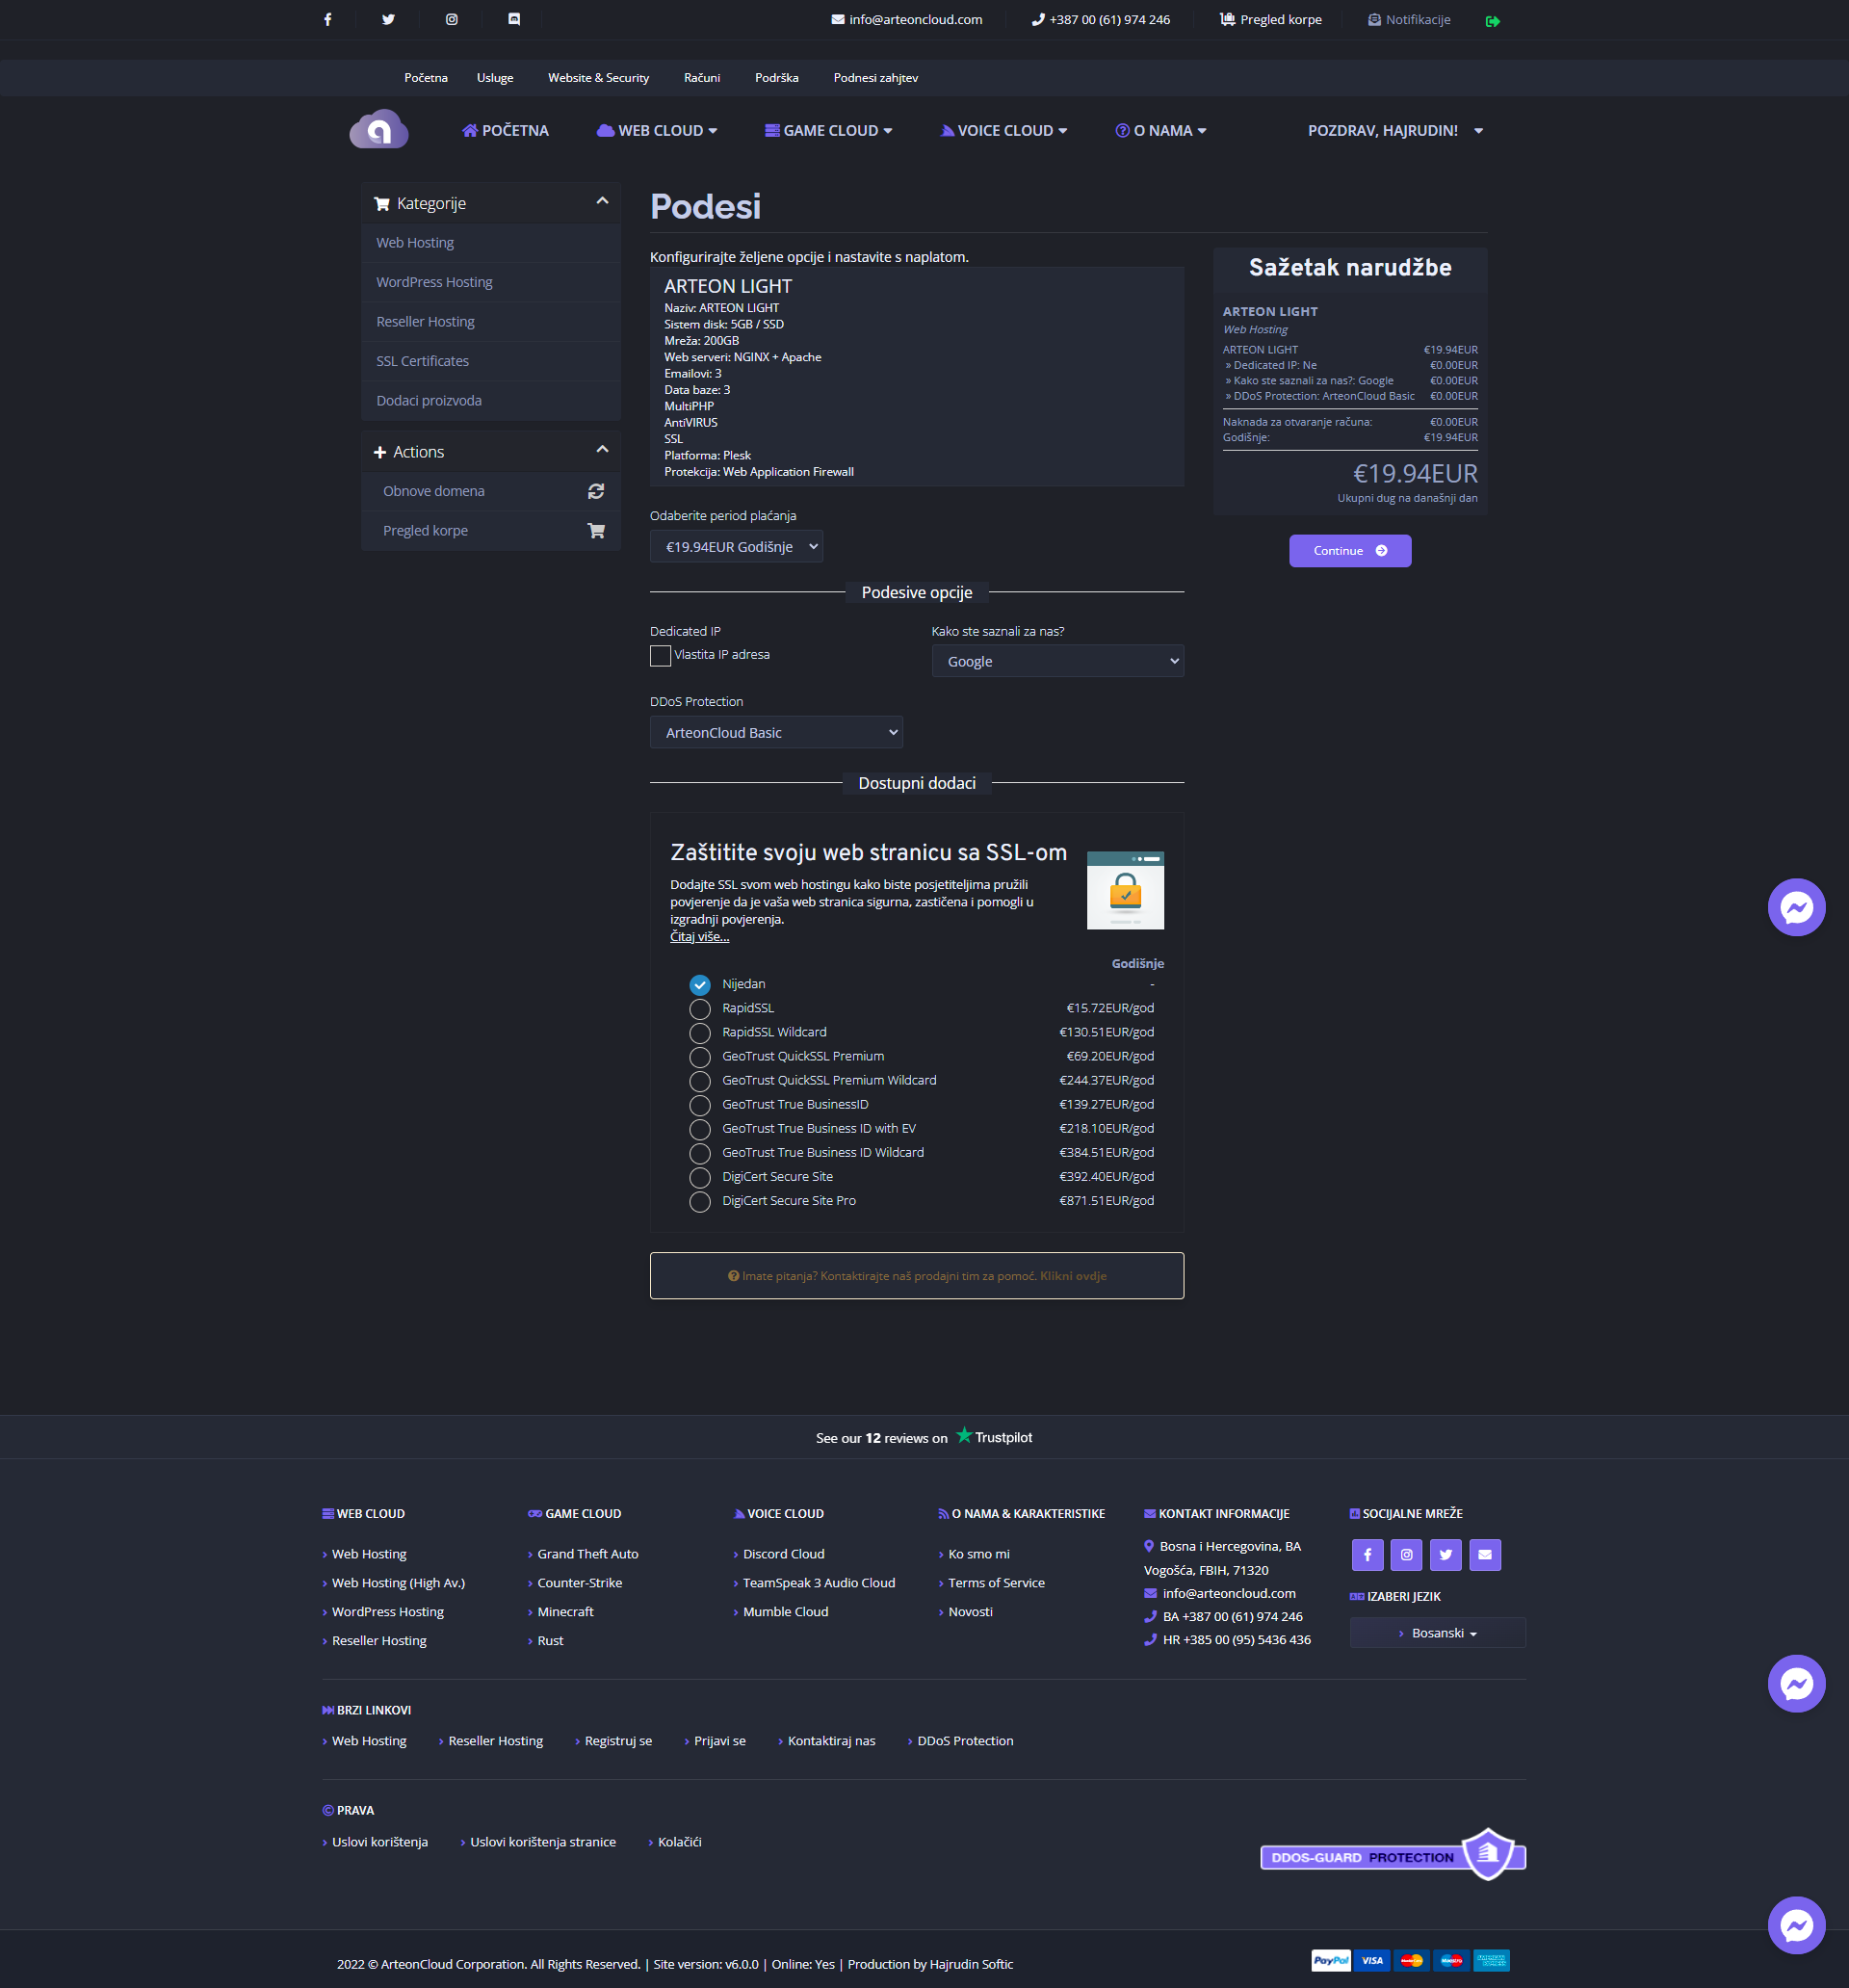 info@arteoncloud.com
+387 00 (61) 974 246
Pregled korpe
Notifikacije
Početna
Usluge
Website & Security
Računi
Podrška
Podnesi zahjtev
POČETNA
WEB CLOUD
GAME CLOUD
VOICE CLOUD
O NAMA
POZDRAV, HAJRUDIN!
Kategorije
Web Hosting
WordPress Hosting
Reseller Hosting
SSL Certificates
Dodaci proizvoda
Actions
Obnove domena
Pregled korpe
Podesi
Konfigurirajte željene opcije i nastavite s naplatom.
ARTEON LIGHT
Naziv: ARTEON LIGHT
Sistem disk: 5GB / SSD
Mreža: 200GB
Web serveri: NGINX + Apache
Emailovi: 3
Data baze: 3
MultiPHP
AntiVIRUS
SSL
Platforma: Plesk
Protekcija: Web Application Firewall
Odaberite period plaćanja
€19.94EUR Godišnje
Podesive opcije
Dedicated IP
Vlastita IP adresa
Kako ste saznali za nas?
Google
DDoS Protection
ArteonCloud Basic
Dostupni dodaci
Zaštitite svoju web stranicu sa SSL-om
Dodajte SSL svom web hostingu kako biste posjetiteljima pružili
povjerenje da je vaša web stranica sigurna, zastičena i pomogli u
izgradnji povjerenja.
Čitaj više...
Godišnje
Nijedan -
RapidSSL €15.72EUR/god
RapidSSL Wildcard €130.51EUR/god
GeoTrust QuickSSL Premium €69.20EUR/god
GeoTrust QuickSSL Premium Wildcard €244.37EUR/god
GeoTrust True BusinessID €139.27EUR/god
GeoTrust True Business ID with EV €218.10EUR/god
GeoTrust True Business ID Wildcard €384.51EUR/god
DigiCert Secure Site €392.40EUR/god
DigiCert Secure Site Pro €871.51EUR/god
Imate pitanja? Kontaktirajte naš prodajni tim za pomoć. Klikni ovdje
Sažetak narudžbe
ARTEON LIGHT
Web Hosting
ARTEON LIGHT €19.94EUR
» Dedicated IP: Ne €0.00EUR
» Kako ste saznali za nas?: Google €0.00EUR
» DDoS Protection: ArteonCloud Basic €0.00EUR
Naknada za otvaranje računa: €0.00EUR
Godišnje: €19.94EUR
€19.94EUR
Ukupni dug na današnji dan
Continue
See our 12 reviews on Trustpilot
WEB CLOUD
Web Hosting
Web Hosting (High Av.)
WordPress Hosting
Reseller Hosting
GAME CLOUD
Grand Theft Auto
Counter-Strike
Minecraft
Rust
VOICE CLOUD
Discord Cloud
TeamSpeak 3 Audio Cloud
Mumble Cloud
O NAMA & KARAKTERISTIKE
Ko smo mi
Terms of Service
Novosti
KONTAKT INFORMACIJE
Bosna i Hercegovina, BA
Vogošća, FBIH, 71320
info@arteoncloud.com
BA +387 00 (61) 974 246
HR +385 00 (95) 5436 436
SOCIJALNE MREŽE
IZABERI JEZIK
Bosanski
BRZI LINKOVI
Web Hosting
Reseller Hosting
Registruj se
Prijavi se
Kontaktiraj nas
DDoS Protection
PRAVA
Uslovi korištenja
Uslovi korištenja stranice
Kolačići
DDOS-GUARD PROTECTION
2022 © ArteonCloud Corporation. All Rights Reserved. | Site version: v6.0.0 | Online: Yes | Production by Hajrudin Softic
PayPal
VISA